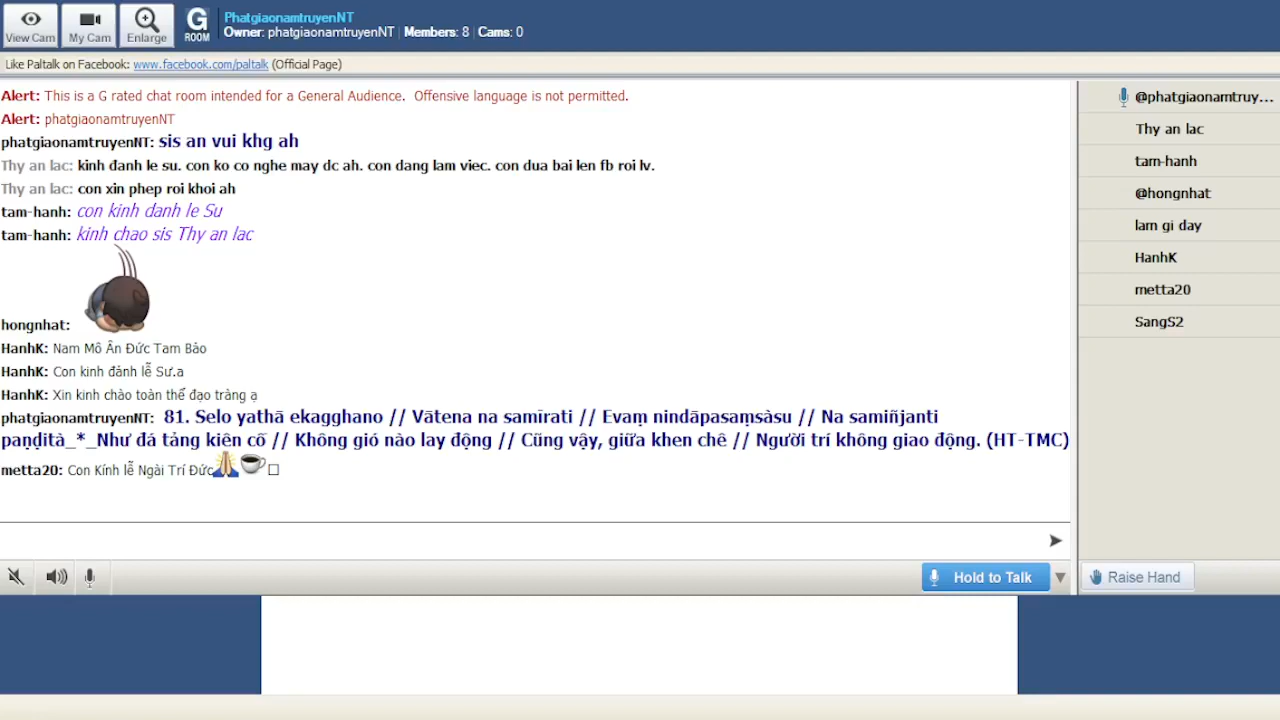 View Cam
My Cam
Enlarge
G
ROOM
PhatgiaonamtruyenNT
Owner: phatgiaonamtruyenNT | Members: 8 | Cams: 0
Like Paltalk on Facebook: www.facebook.com/paltalk (Official Page)
Alert: This is a G rated chat room intended for a General Audience. Offensive language is not permitted.
Alert: phatgiaonamtruyenNT
phatgiaonamtruyenNT: sis an vui khg ah
Thy an lac: kinh đanh le su. con ko co nghe may dc ah. con dang lam viec. con dua bai len fb roi lv.
Thy an lac: con xin phep roi khoi ah
tam-hanh: con kinh danh le Su
tam-hanh: kinh chao sis Thy an lac
hongnhat:
HanhK: Nam Mô Ân Đức Tam Bảo
HanhK: Con kinh đảnh lễ Sư.a
HanhK: Xin kinh chào toàn thể đạo tràng ạ
phatgiaonamtruyenNT: 81. Selo yathā ekagghano // Vātena na samīrati // Evaṃ nindāpasaṃsàsu // Na samiñjanti
paṇḍità_*_Như đá tảng kiên cố // Không gió nào lay động // Cũng vậy, giữa khen chê // Người trí không giao động. (HT-TMC)
metta20: Con Kính lễ Ngài Trí Đức
@phatgiaonamtruy...
Thy an lac
tam-hanh
@hongnhat
lam gi day
HanhK
metta20
SangS2
Hold to Talk
Raise Hand